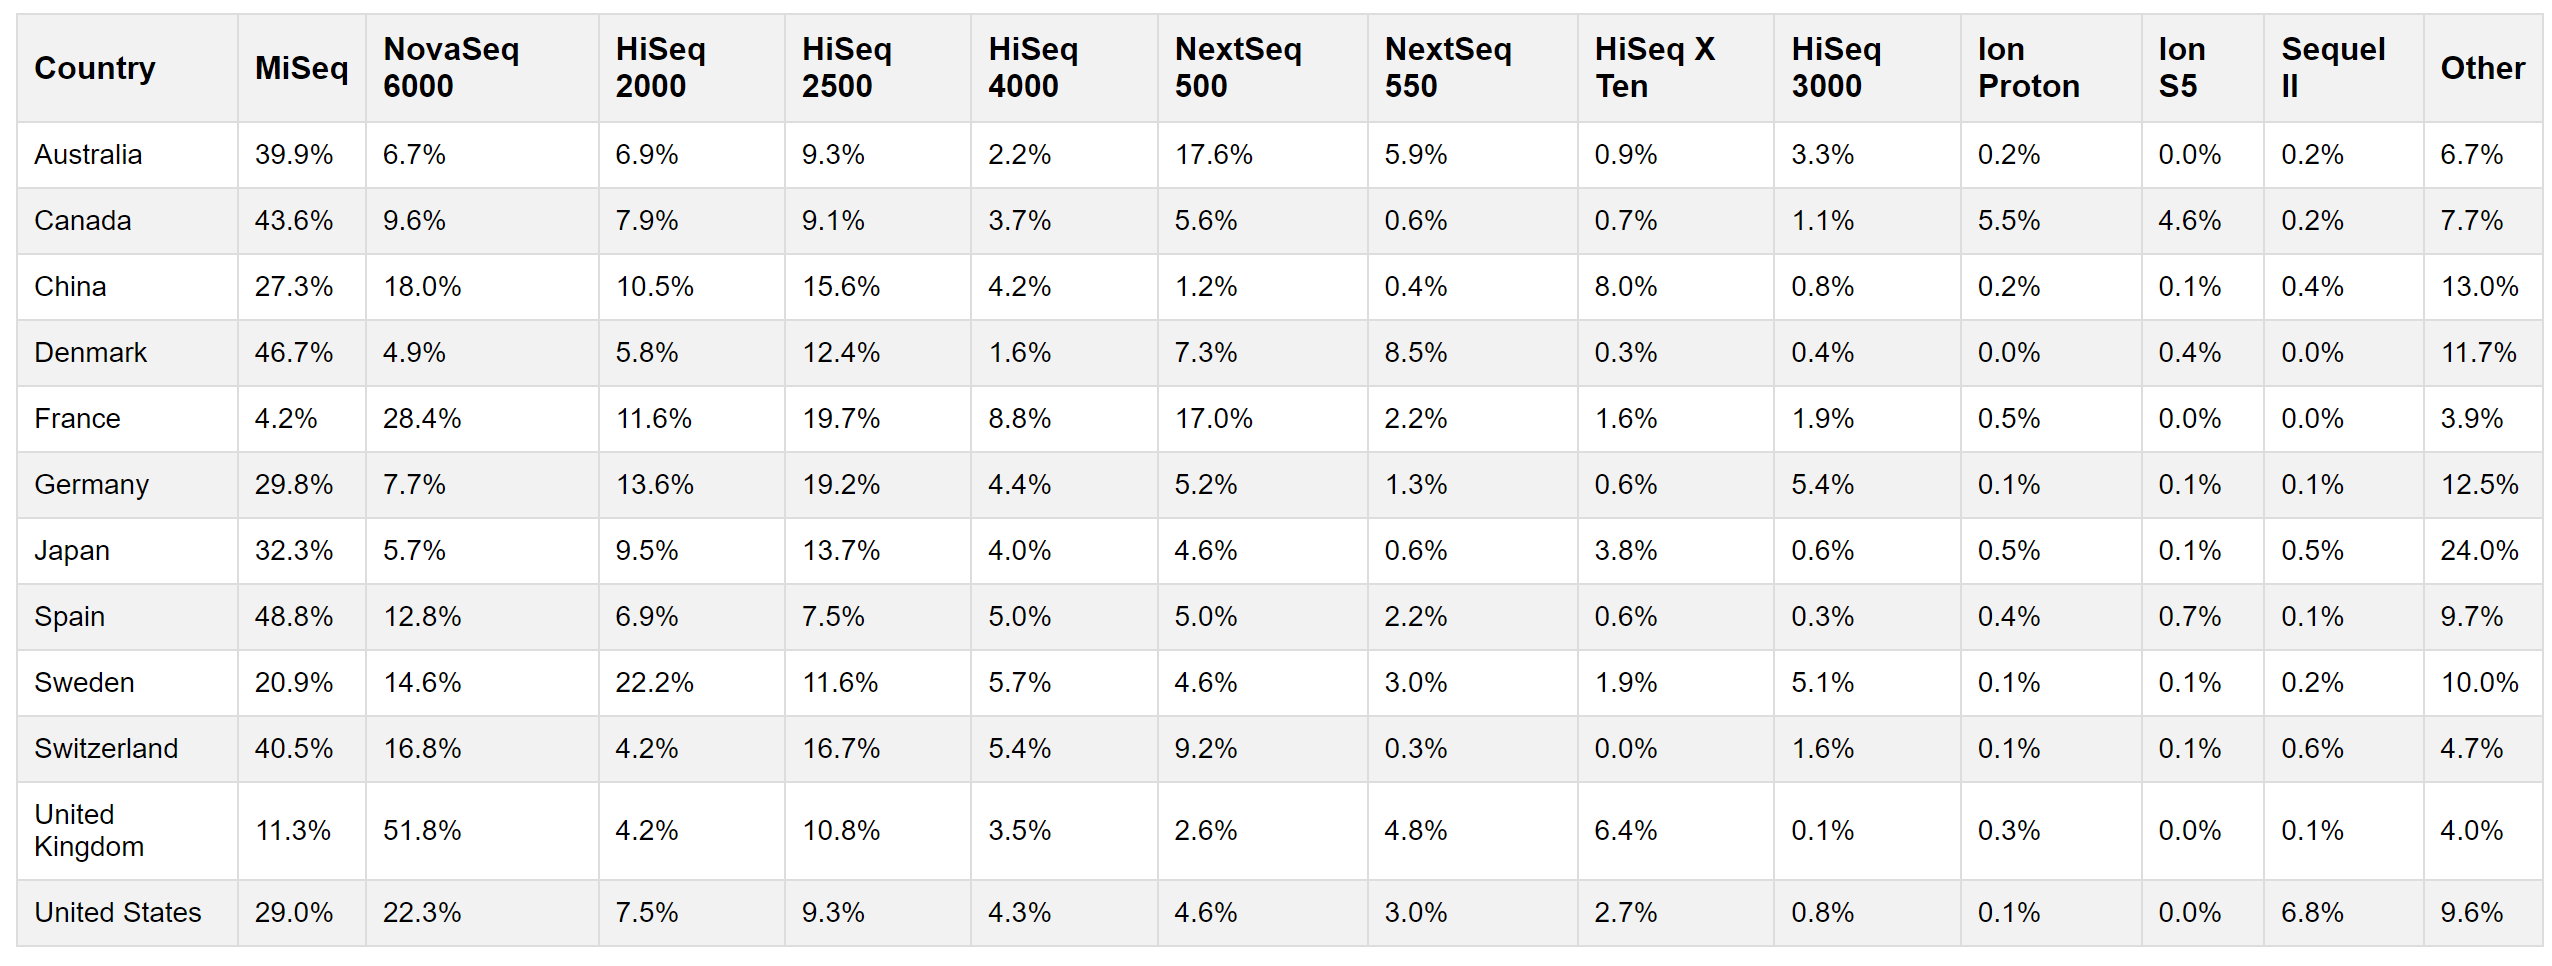 Country MiSeq NovaSeq 6000 HiSeq 2000 HiSeq 2500 HiSeq 4000 NextSeq 500 NextSeq 550 HiSeq X Ten HiSeq 3000 Ion Proton Ion S5 Sequel II Other
Australia 39.9% 6.7% 6.9% 9.3% 2.2% 17.6% 5.9% 0.9% 3.3% 0.2% 0.0% 0.2% 6.7%
Canada 43.6% 9.6% 7.9% 9.1% 3.7% 5.6% 0.6% 0.7% 1.1% 5.5% 4.6% 0.2% 7.7%
China 27.3% 18.0% 10.5% 15.6% 4.2% 1.2% 0.4% 8.0% 0.8% 0.2% 0.1% 0.4% 13.0%
Denmark 46.7% 4.9% 5.8% 12.4% 1.6% 7.3% 8.5% 0.3% 0.4% 0.0% 0.4% 0.0% 11.7%
France 4.2% 28.4% 11.6% 19.7% 8.8% 17.0% 2.2% 1.6% 1.9% 0.5% 0.0% 0.0% 3.9%
Germany 29.8% 7.7% 13.6% 19.2% 4.4% 5.2% 1.3% 0.6% 5.4% 0.1% 0.1% 0.1% 12.5%
Japan 32.3% 5.7% 9.5% 13.7% 4.0% 4.6% 0.6% 3.8% 0.6% 0.5% 0.1% 0.5% 24.0%
Spain 48.8% 12.8% 6.9% 7.5% 5.0% 5.0% 2.2% 0.6% 0.3% 0.4% 0.7% 0.1% 9.7%
Sweden 20.9% 14.6% 22.2% 11.6% 5.7% 4.6% 3.0% 1.9% 5.1% 0.1% 0.1% 0.2% 10.0%
Switzerland 40.5% 16.8% 4.2% 16.7% 5.4% 9.2% 0.3% 0.0% 1.6% 0.1% 0.1% 0.6% 4.7%
United Kingdom 11.3% 51.8% 4.2% 10.8% 3.5% 2.6% 4.8% 6.4% 0.1% 0.3% 0.0% 0.1% 4.0%
United States 29.0% 22.3% 7.5% 9.3% 4.3% 4.6% 3.0% 2.7% 0.8% 0.1% 0.0% 6.8% 9.6%